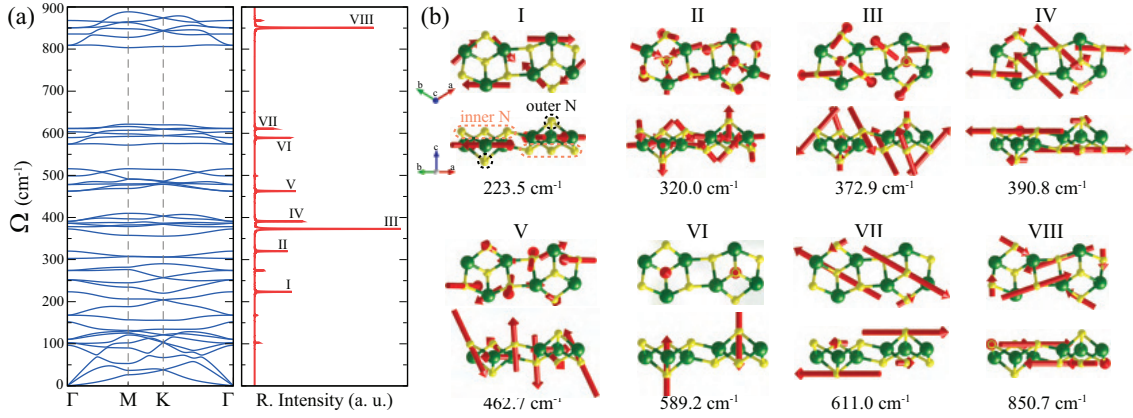 (a)
Ω (cm⁻¹)
900
800
700
600
500
400
300
200
100
0
Γ
M
K
Γ
VIII
VII
VI
V
IV
III
II
I
R. Intensity (a. u.)
(b)
I
II
III
IV
b
c
a
inner N
outer N
c
b
a
223.5 cm⁻¹
320.0 cm⁻¹
372.9 cm⁻¹
390.8 cm⁻¹
V
VI
VII
VIII
462.7 cm⁻¹
589.2 cm⁻¹
611.0 cm⁻¹
850.7 cm⁻¹